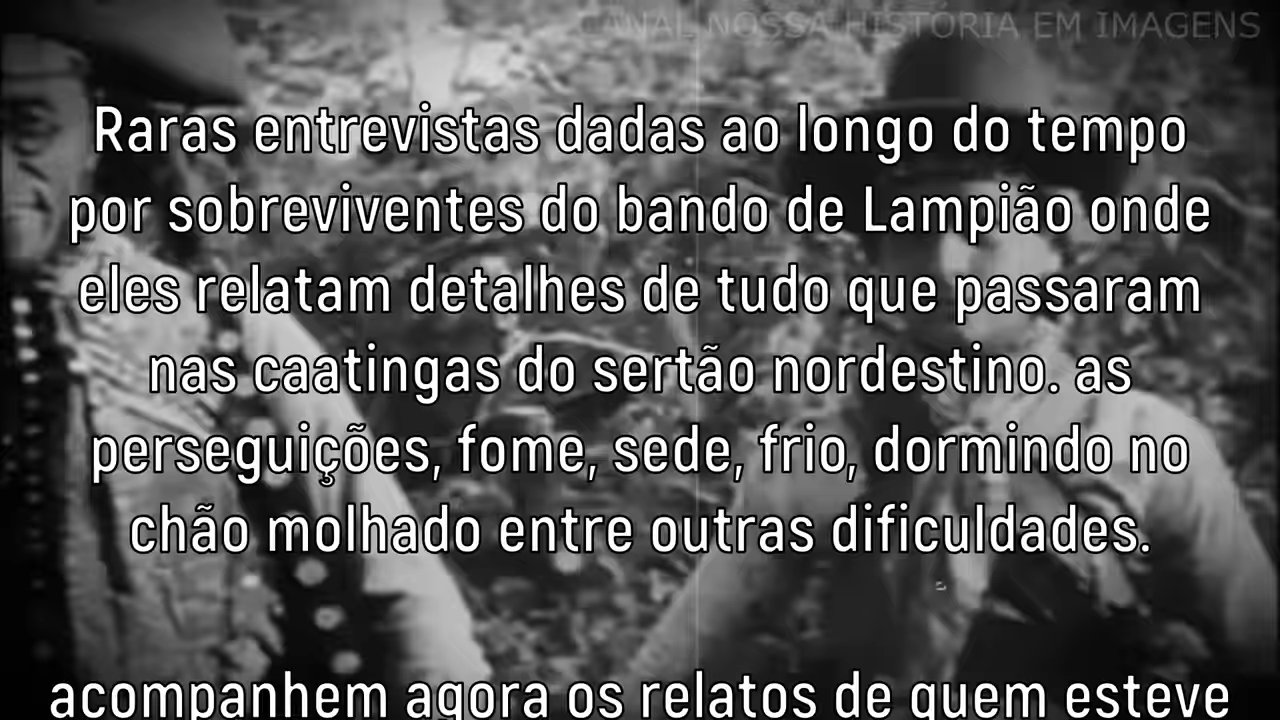 CANAL NOSSA HISTÓRIA EM IMAGENS
Raras entrevistas dadas ao longo do tempo
por sobreviventes do bando de Lampião onde
eles relatam detalhes de tudo que passaram
nas caatingas do sertão nordestino. as
perseguições, fome, sede, frio, dormindo no
chão molhado entre outras dificuldades.
acompanhem agora os relatos de quem esteve